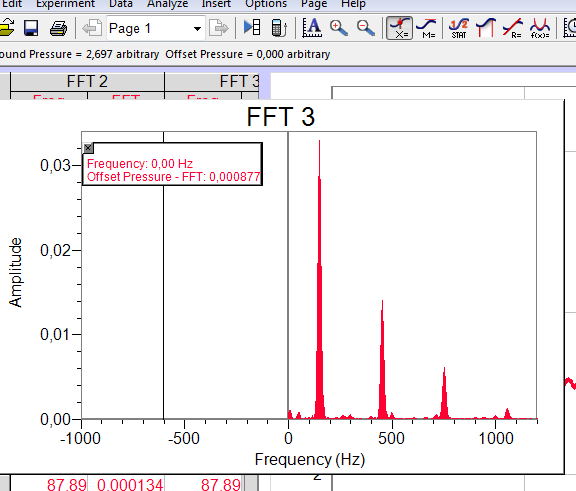 Edit Experiment Data Analyze Insert Options Page Help
Page 1
X= M= STAT R= f(x)=
ound Pressure = 2,697 arbitrary Offset Pressure = 0,000 arbitrary
FFT 2 FFT 3
FFT 3
Frequency: 0,00 Hz
Offset Pressure - FFT: 0,000877
0,03
0,02
0,01
0,00
Amplitude
-1000 -500 0 500 1000
Frequency (Hz)
87.89 0.000134 87.89
2